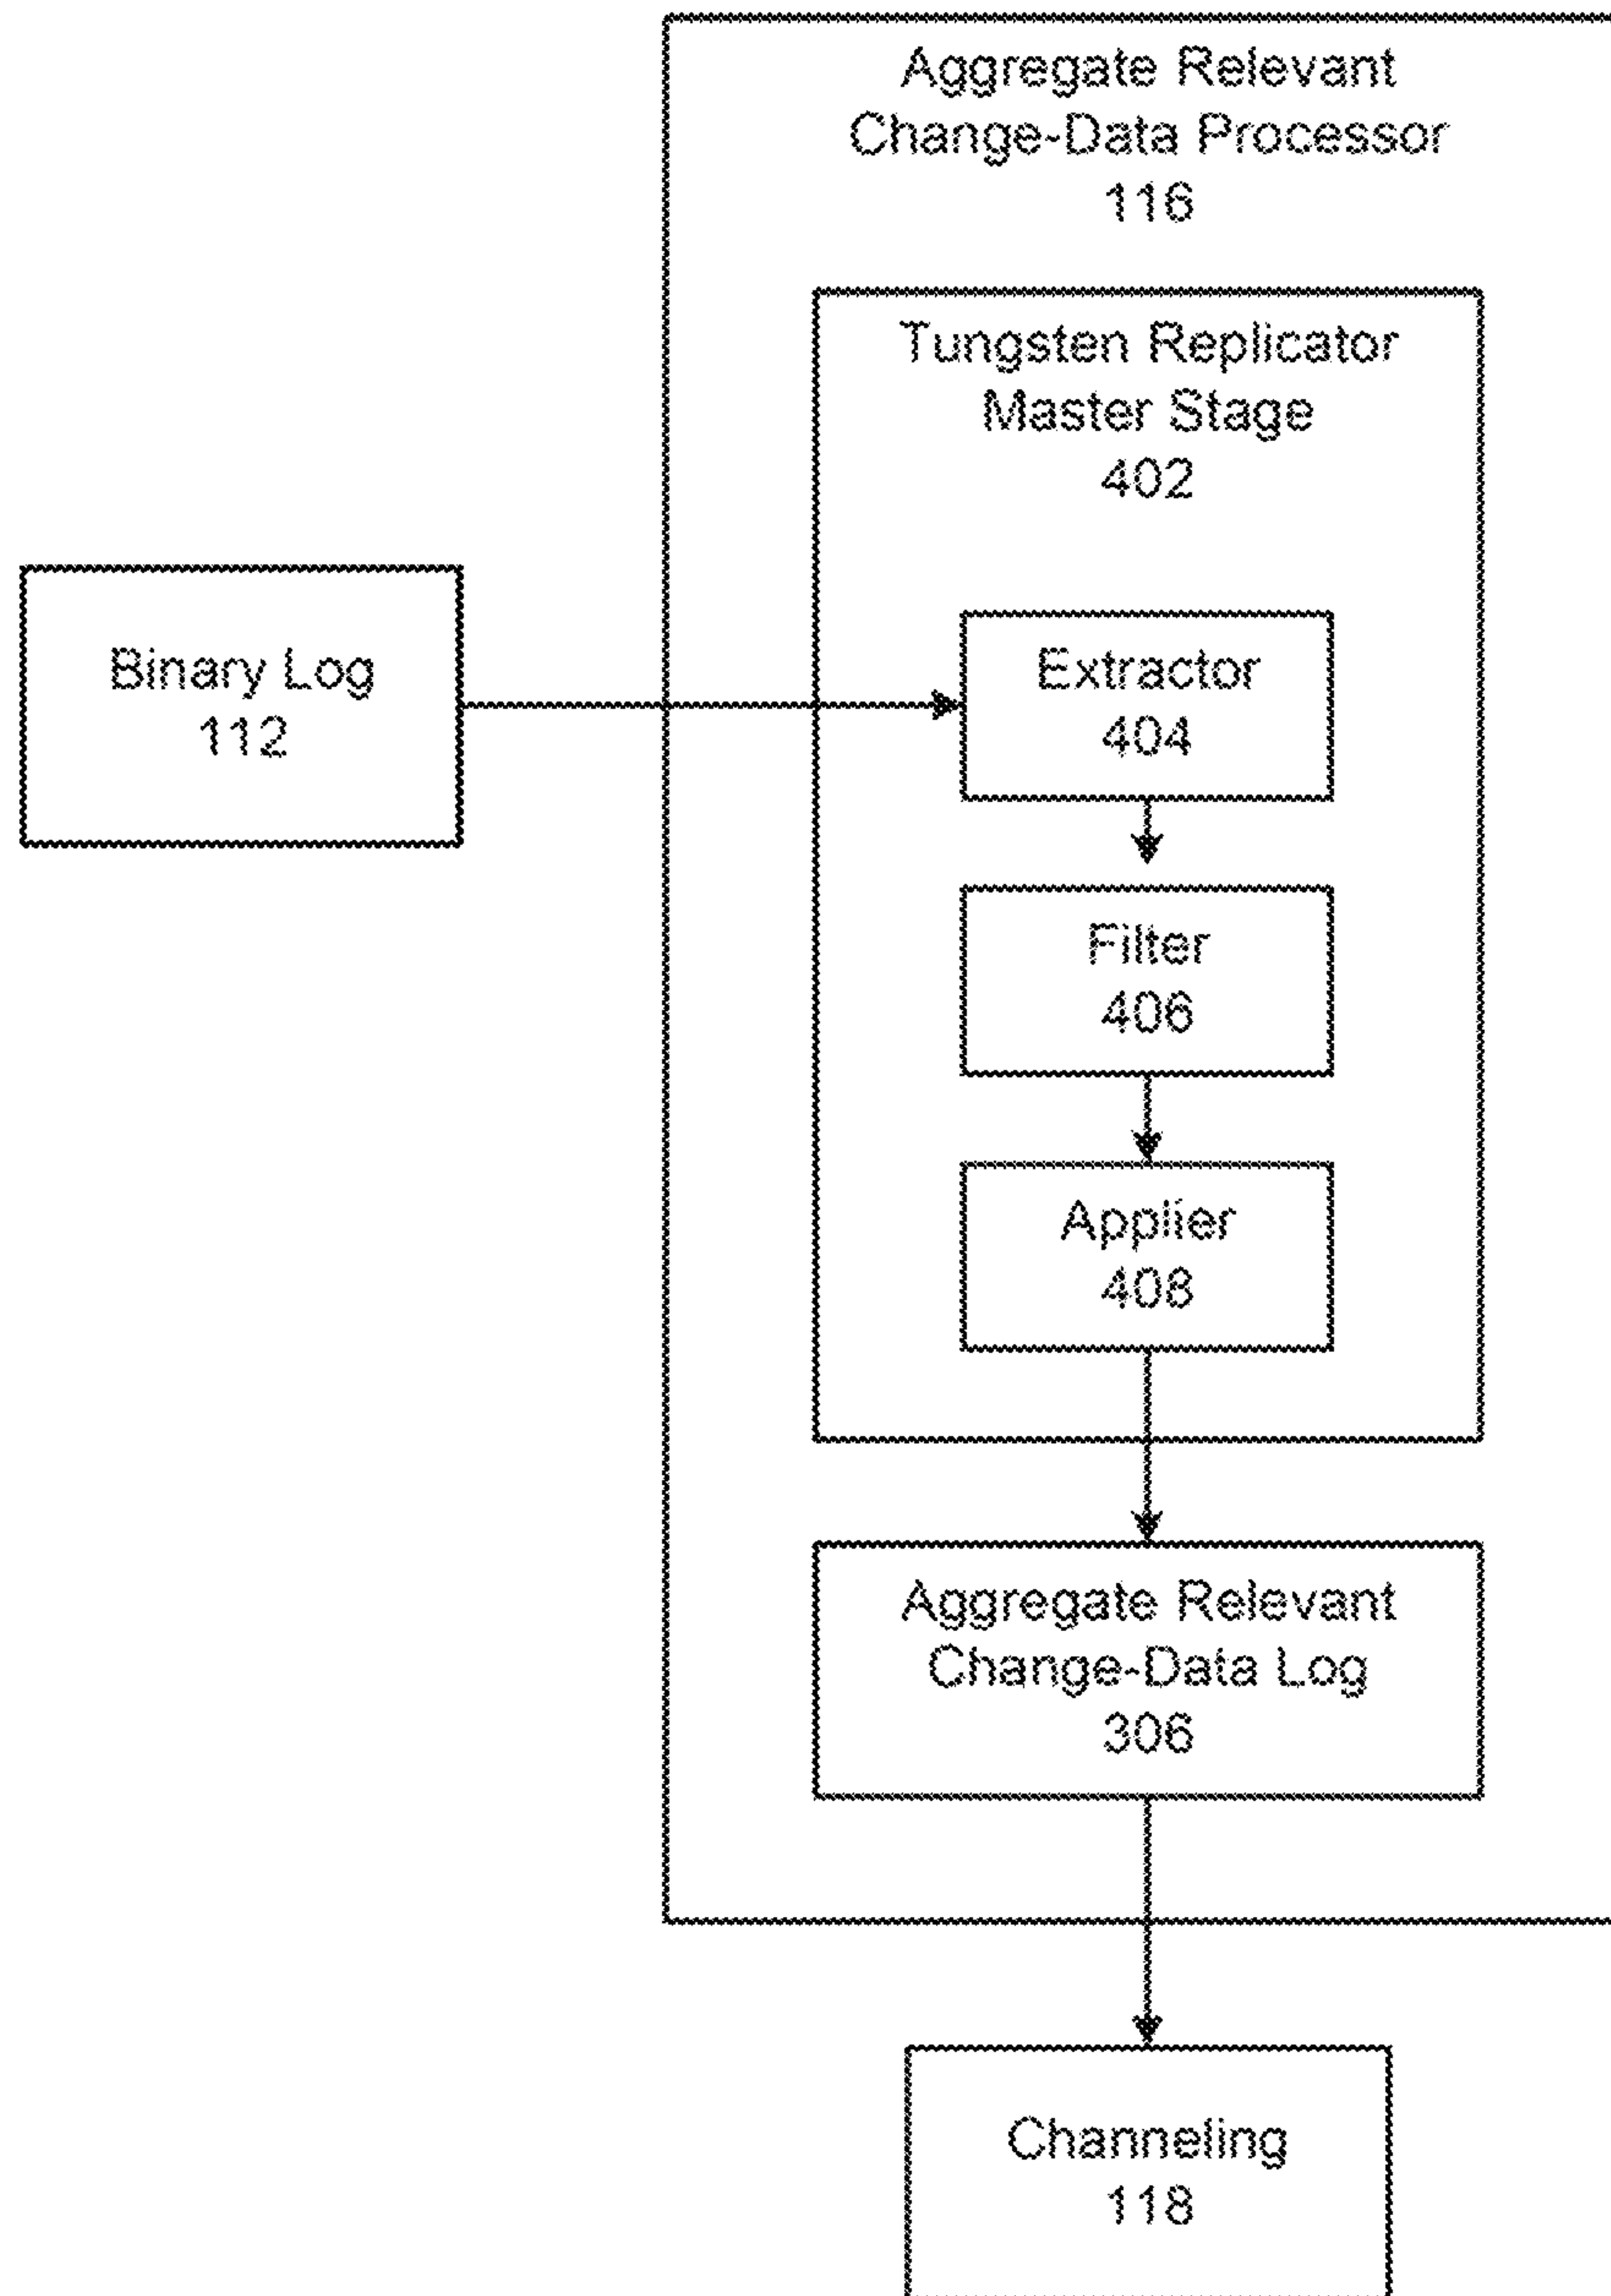 Aggregate Relevant
Change-Data Processor
116
Tungsten Replicator
Master Stage
402
Binary Log
112
Extractor
404
Filter
406
Applier
408
Aggregate Relevant
Change-Data Log
306
Channeling
118